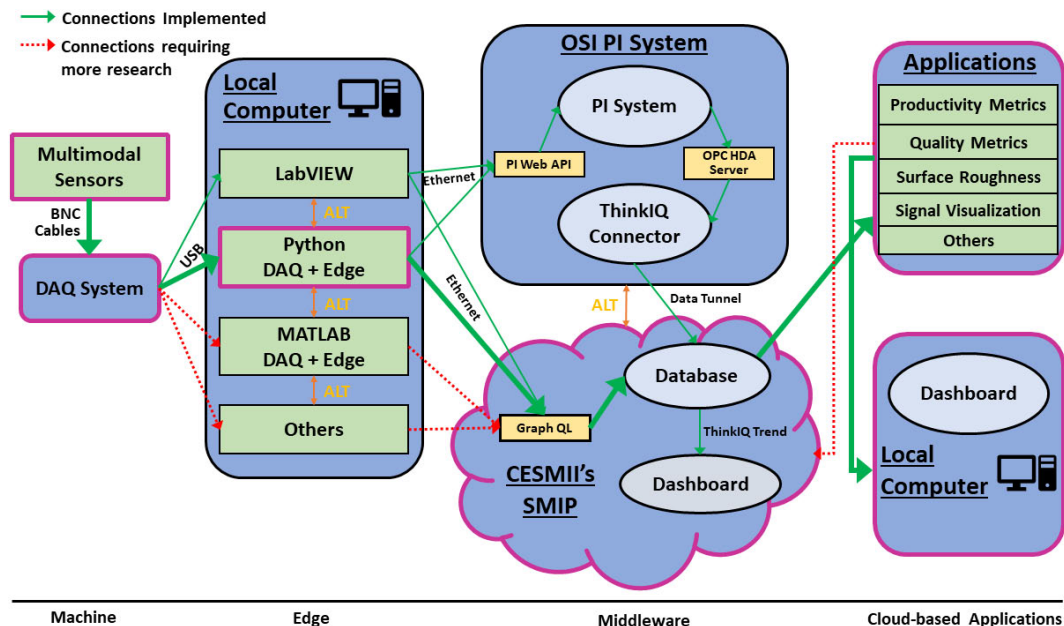 Connections Implemented
Connections requiring
more research
Multimodal
Sensors
BNC
Cables
DAQ System
USB
Local
Computer
LabVIEW
ALT
Python
DAQ + Edge
ALT
MATLAB
DAQ + Edge
ALT
Others
Ethernet
Ethernet
OSI PI System
PI System
PI Web API
OPC HDA
Server
ThinkIQ
Connector
ALT
Data Tunnel
Database
Graph QL
ThinkIQ Trend
CESMII's
SMIP
Dashboard
Applications
Productivity Metrics
Quality Metrics
Surface Roughness
Signal Visualization
Others
Dashboard
Local
Computer
Machine
Edge
Middleware
Cloud-based Applications